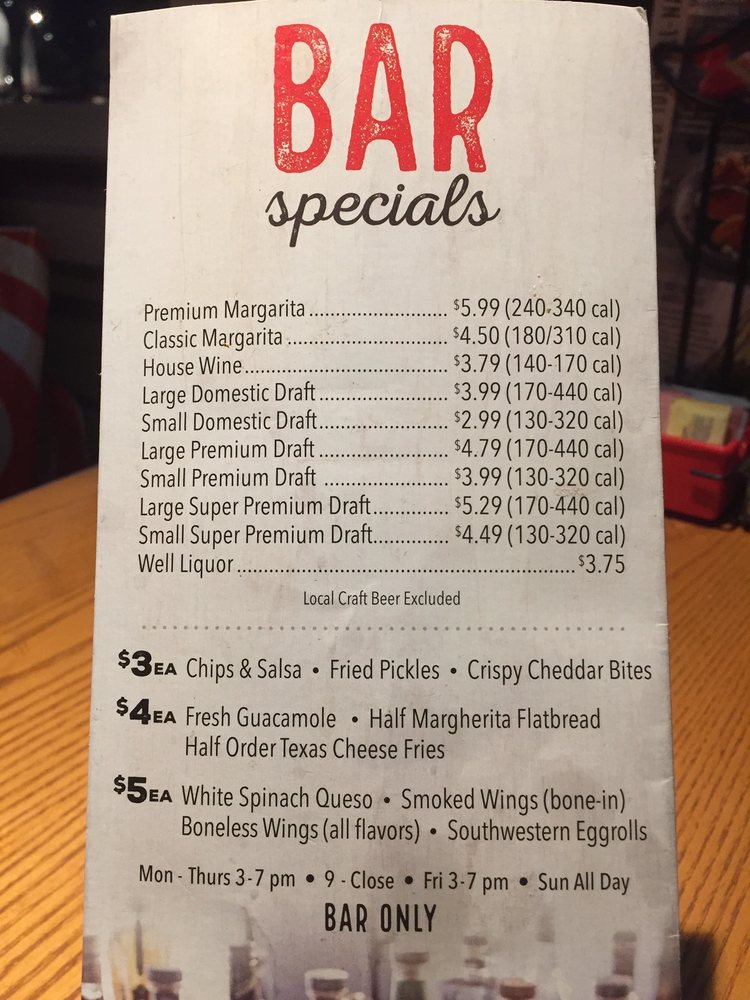 BAR
specials
Premium Margarita ......................... $5.99 (240-340 cal)
Classic Margarita ............................. $4.50 (180/310 cal)
House Wine..................................... $3.79 (140-170 cal)
Large Domestic Draft ....................... $3.99 (170-440 cal)
Small Domestic Draft........................ $2.99 (130-320 cal)
Large Premium Draft ....................... $4.79 (170-440 cal)
Small Premium Draft ....................... $3.99 (130-320 cal)
Large Super Premium Draft.............. $5.29 (170-440 cal)
Small Super Premium Draft.............. $4.49 (130-320 cal)
Well Liquor .............................................................. $3.75
Local Craft Beer Excluded
$3EA Chips & Salsa • Fried Pickles • Crispy Cheddar Bites
$4EA Fresh Guacamole • Half Margherita Flatbread
Half Order Texas Cheese Fries
$5EA White Spinach Queso • Smoked Wings (bone-in)
Boneless Wings (all flavors) • Southwestern Eggrolls
Mon - Thurs 3-7 pm • 9 - Close • Fri 3-7 pm • Sun All Day
BAR ONLY